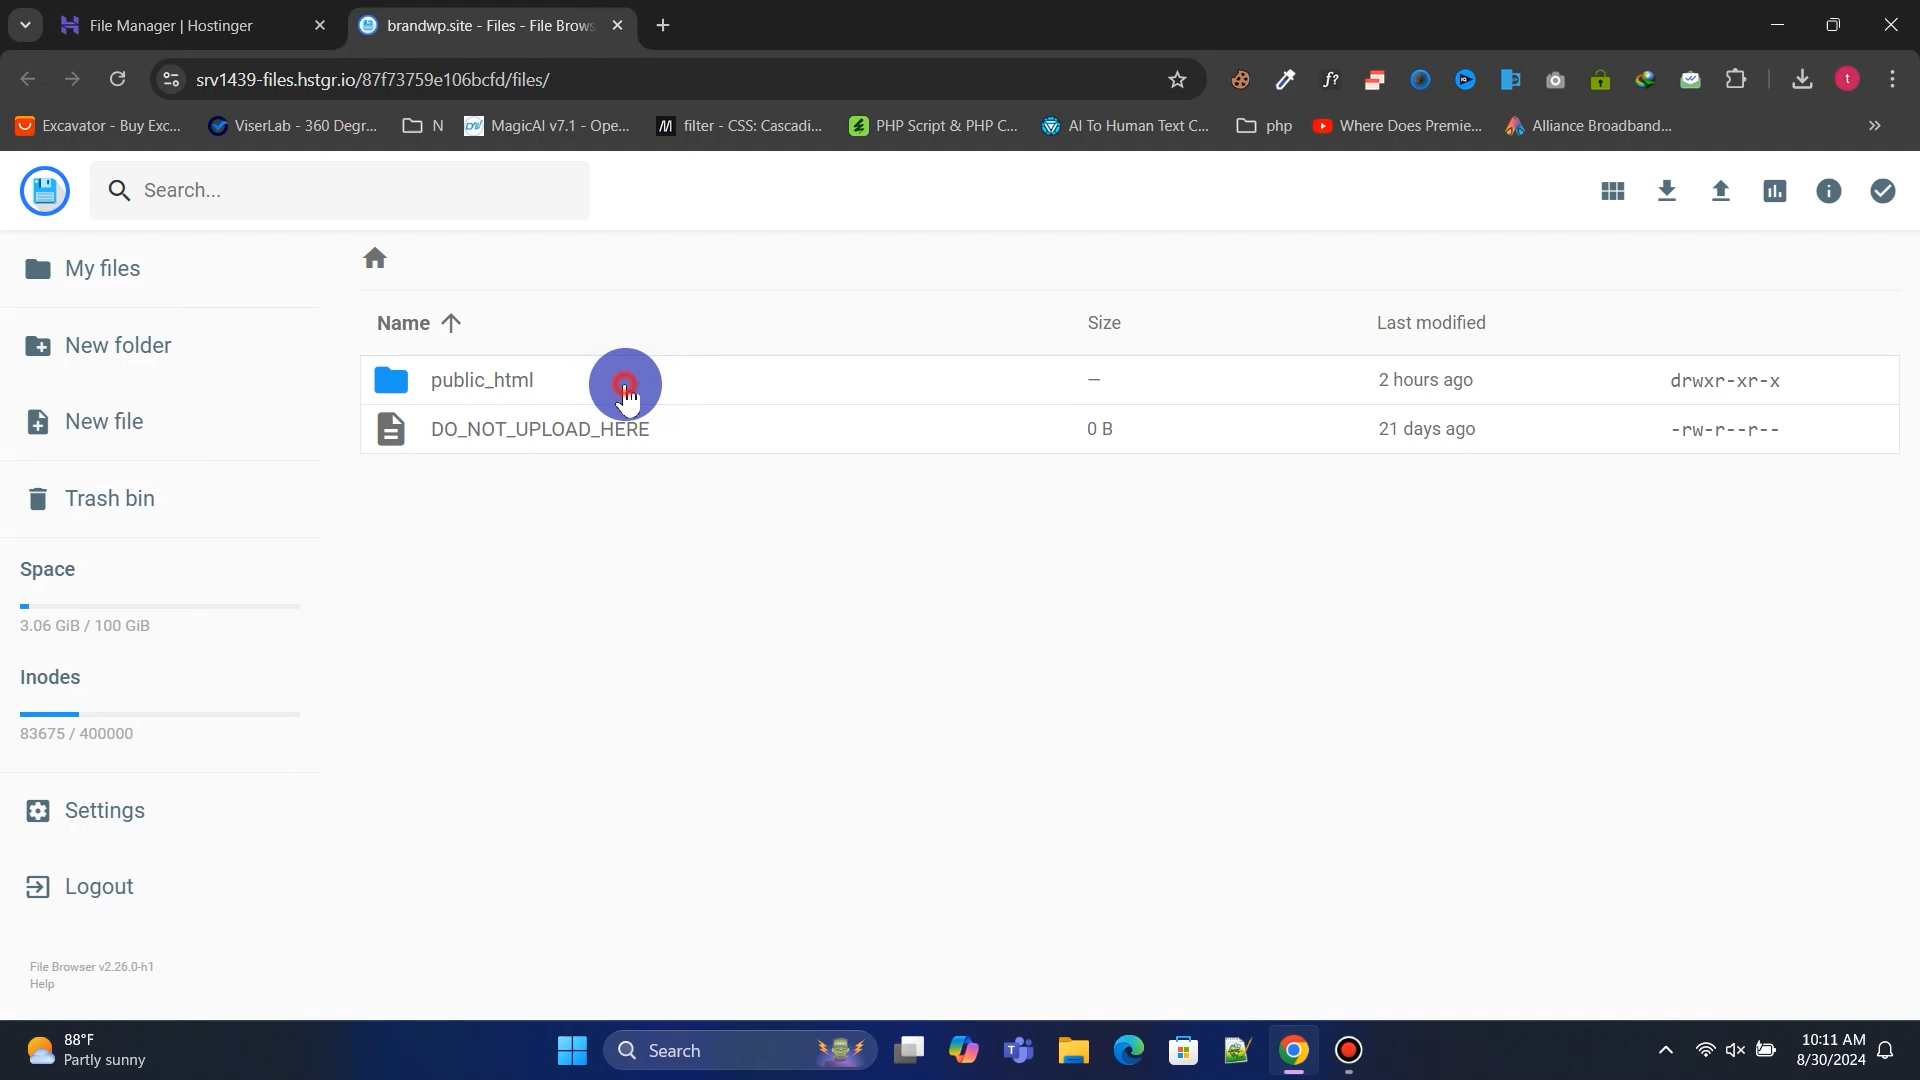 File Manager | Hostinger
brandwp.site - Files - File Brows
srv1439-files.hstgr.io/87f73759e106bcfd/files/
Excavator - Buy Exc...
ViserLab - 360 Degr...
N
MagicAI v7.1 - Ope...
filter - CSS: Cascadi...
PHP Script & PHP C...
AI To Human Text C...
php
Where Does Premie...
Alliance Broadband...
Search...
My files
New folder
New file
Trash bin
Space
3.06 GiB / 100 GiB
Inodes
83675 / 400000
Settings
Logout
File Browser v2.26.0-h1
Help
Name
Size
Last modified
public_html
—
2 hours ago
drwxr-xr-x
DO_NOT_UPLOAD_HERE
0 B
21 days ago
-rw-r--r--
88°F
Partly sunny
Search
10:11 AM
8/30/2024